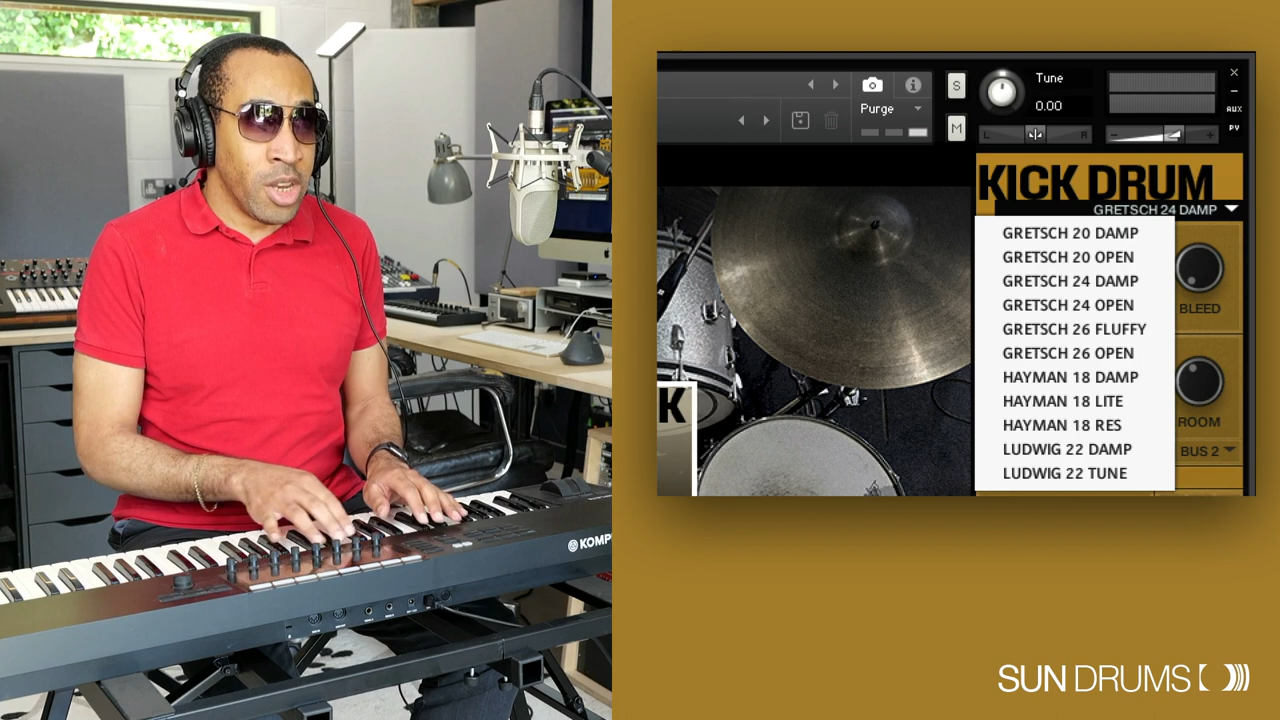 KOMP
S
Tune
Purge
0.00
AUX
M
PV
L
R
KICK DRUM
GRETSCH 24 DAMP
GRETSCH 20 DAMP
GRETSCH 20 OPEN
GRETSCH 24 DAMP
GRETSCH 24 OPEN
GRETSCH 26 FLUFFY
GRETSCH 26 OPEN
HAYMAN 18 DAMP
HAYMAN 18 LITE
HAYMAN 18 RES
LUDWIG 22 DAMP
LUDWIG 22 TUNE
BLEED
ROOM
BUS 2
K
SUN DRUMS